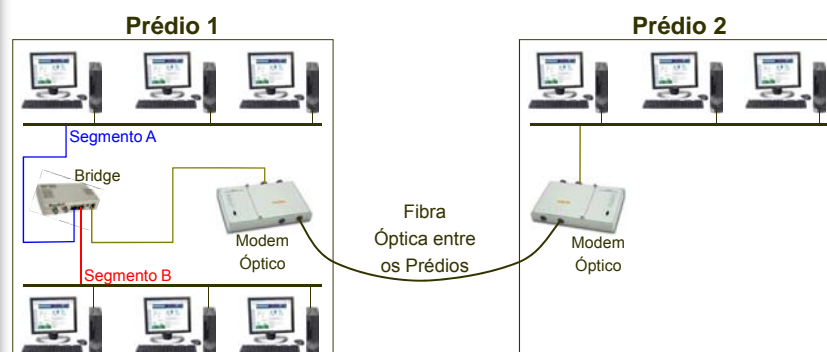 Prédio 1
Prédio 2
Segmento A
Bridge
Modem
Óptico
Segmento B
Fibra
Óptica entre
os Prédios
Modem
Óptico